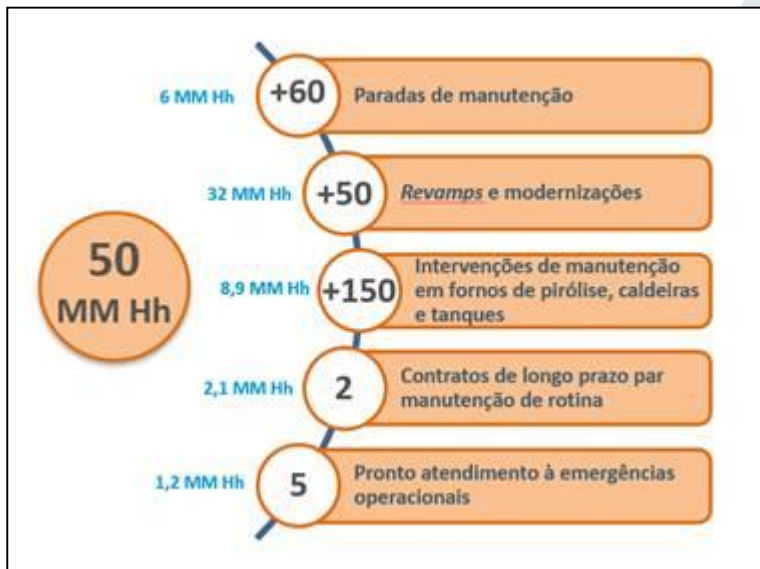 6 MM Hh
+60
Paradas de manutenção
32 MM Hh
+50
Revamps e modernizações
50
MM Hh
8,9 MM Hh
+150
Intervenções de manutenção
em fornos de pirólise, caldeiras
e tanques
2,1 MM Hh
2
Contratos de longo prazo par
manutenção de rotina
1,2 MM Hh
5
Pronto atendimento à emergências
operacionais